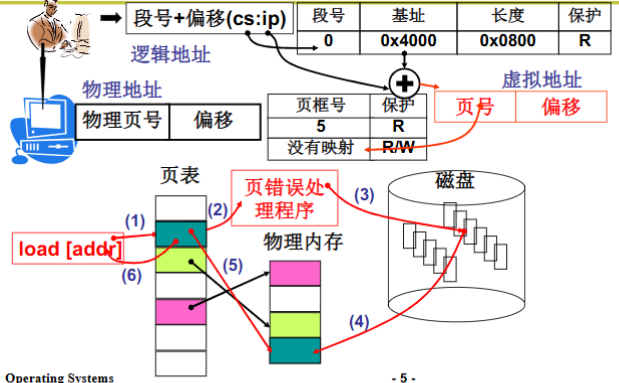 段号+偏移(cs:ip)
段号 基址 长度 保护
0 0x4000 0x0800 R
逻辑地址
物理地址
虚拟地址
物理页号 偏移
页框号 保护
5 R
没有映射 R/W
页号 偏移
页表
页错误处
理程序
磁盘
(1)
(2)
(3)
load [addr]
物理内存
(6)
(5)
(4)
Operating Systems
- 5 -